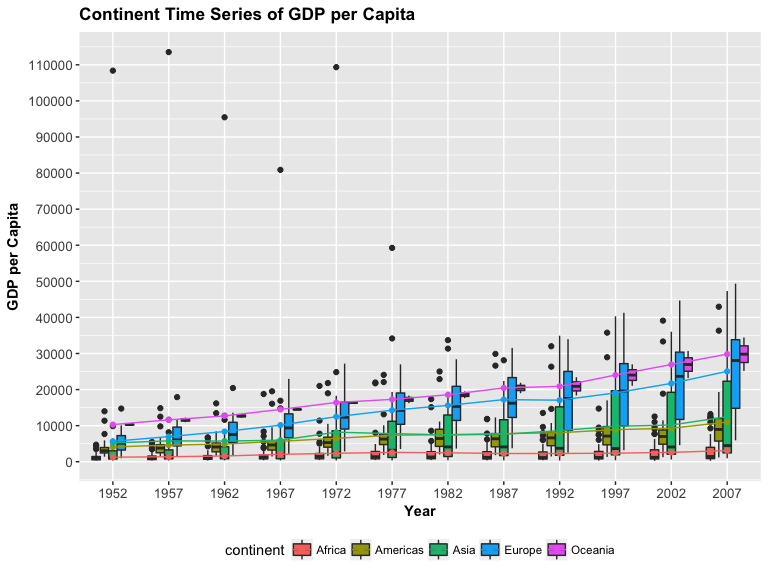 Continent Time Series of GDP per Capita
110000
100000
90000
80000
70000
60000
50000
40000
30000
20000
10000
0
GDP per Capita
1952 1957 1962 1967 1972 1977 1982 1987 1992 1997 2002 2007
Year
continent Africa Americas Asia Europe Oceania